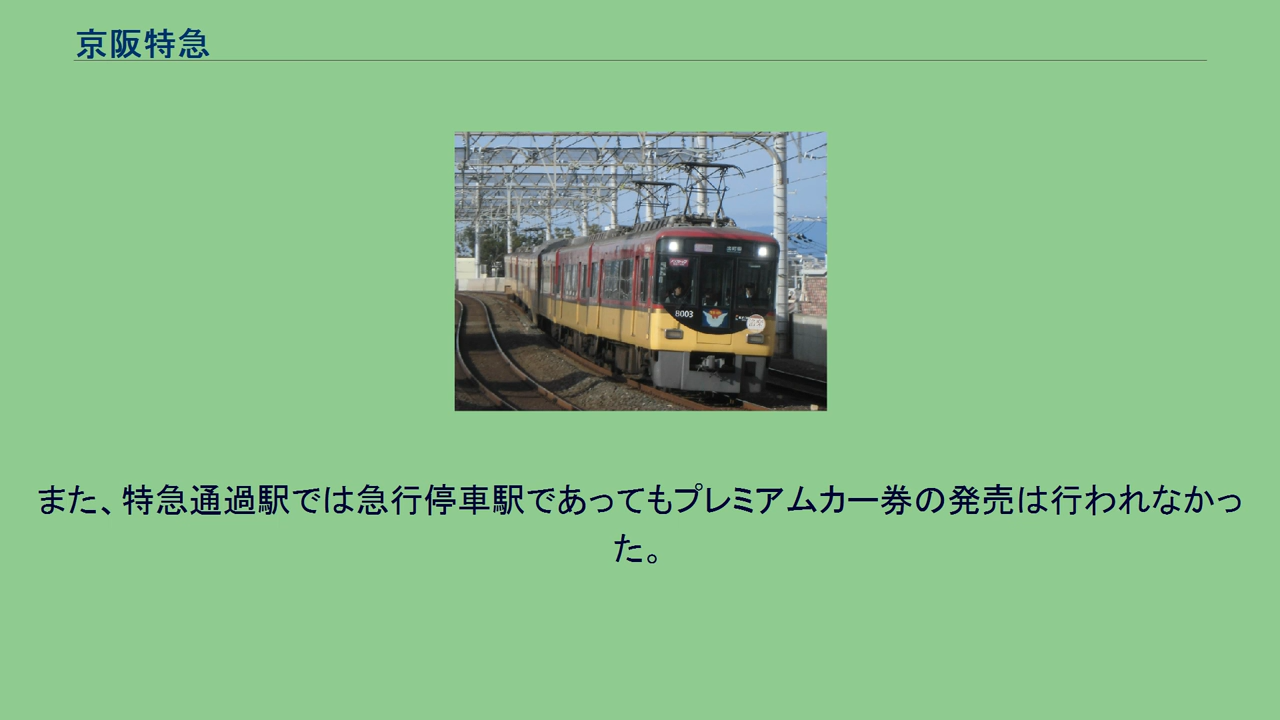 京阪特急
8003
また、特急通過駅では急行停車駅であってもプレミアムカー券の発売は行われなかっ
た。